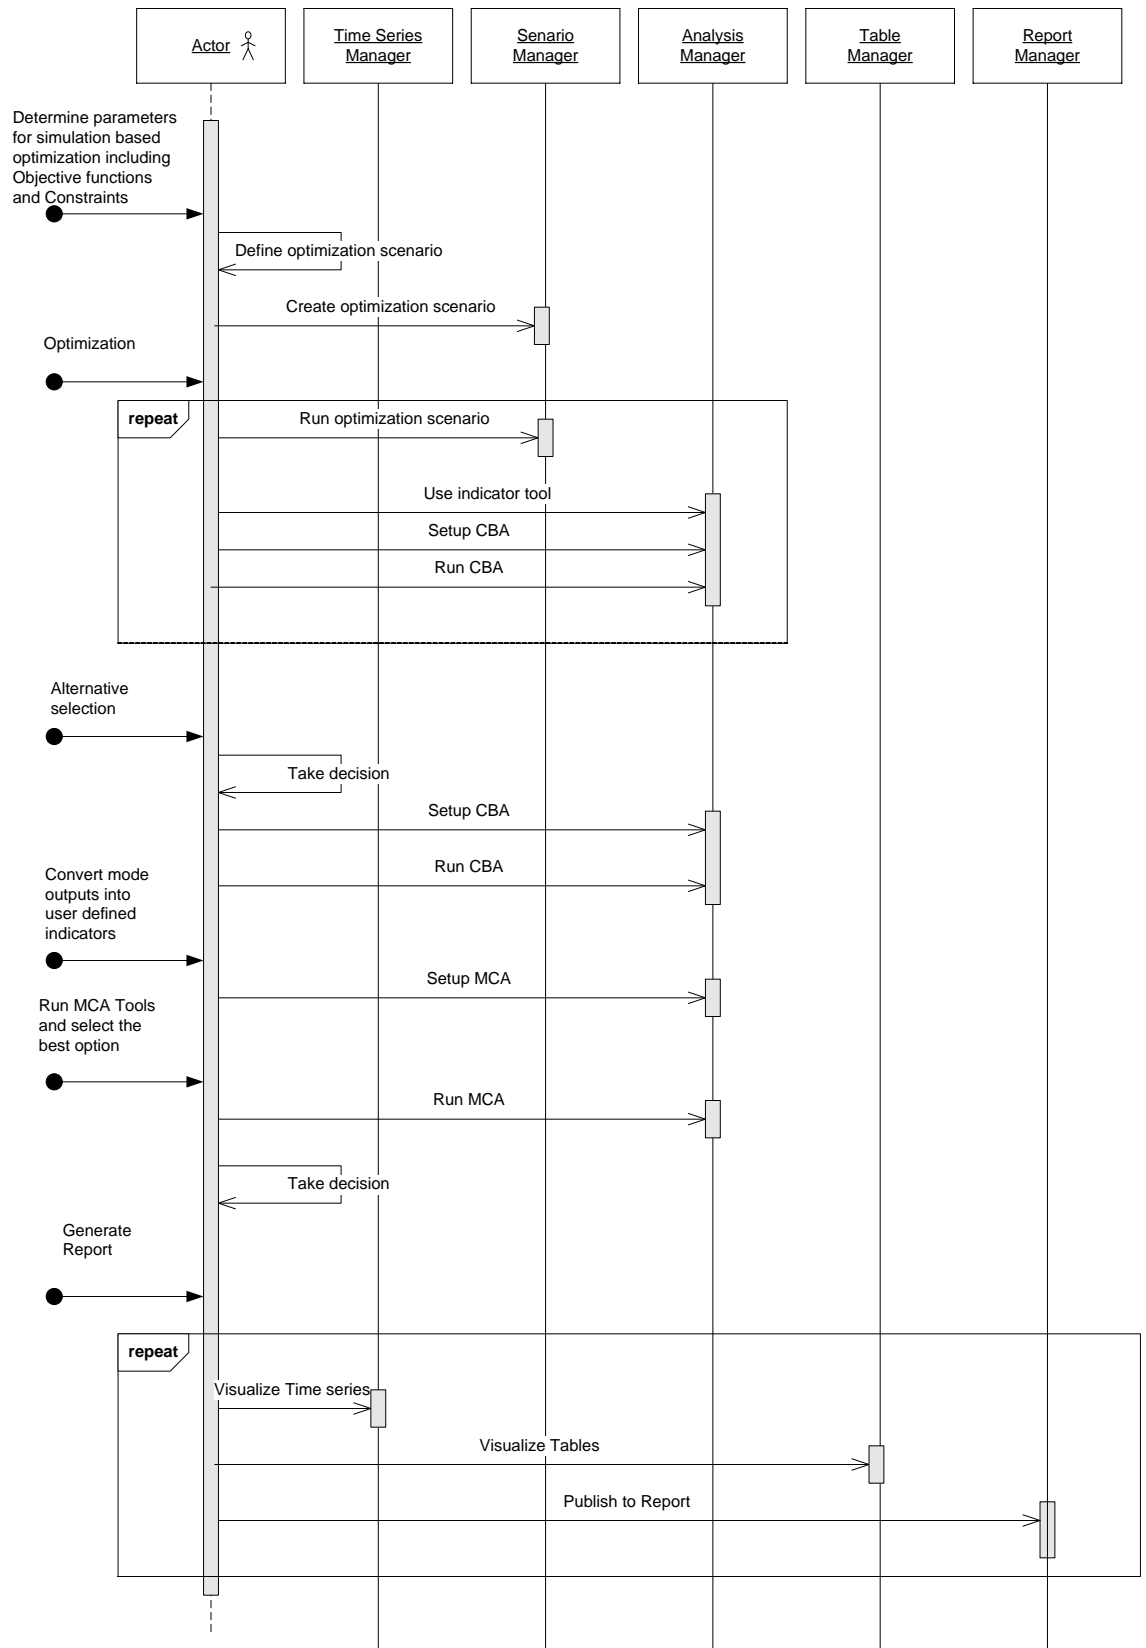 Actor
Time Series
Manager
Senario
Manager
Analysis
Manager
Table
Manager
Report
Manager
Determine parameters
for simulation based
optimization including
Objective functions
and Constraints
Define optimization scenario
Create optimization scenario
Optimization
repeat
Run optimization scenario
Use indicator tool
Setup CBA
Run CBA
Alternative
selection
Take decision
Setup CBA
Run CBA
Convert mode
outputs into
user defined
indicators
Setup MCA
Run MCA Tools
and select the
best option
Run MCA
Take decision
Generate
Report
repeat
Visualize Time series
Visualize Tables
Publish to Report